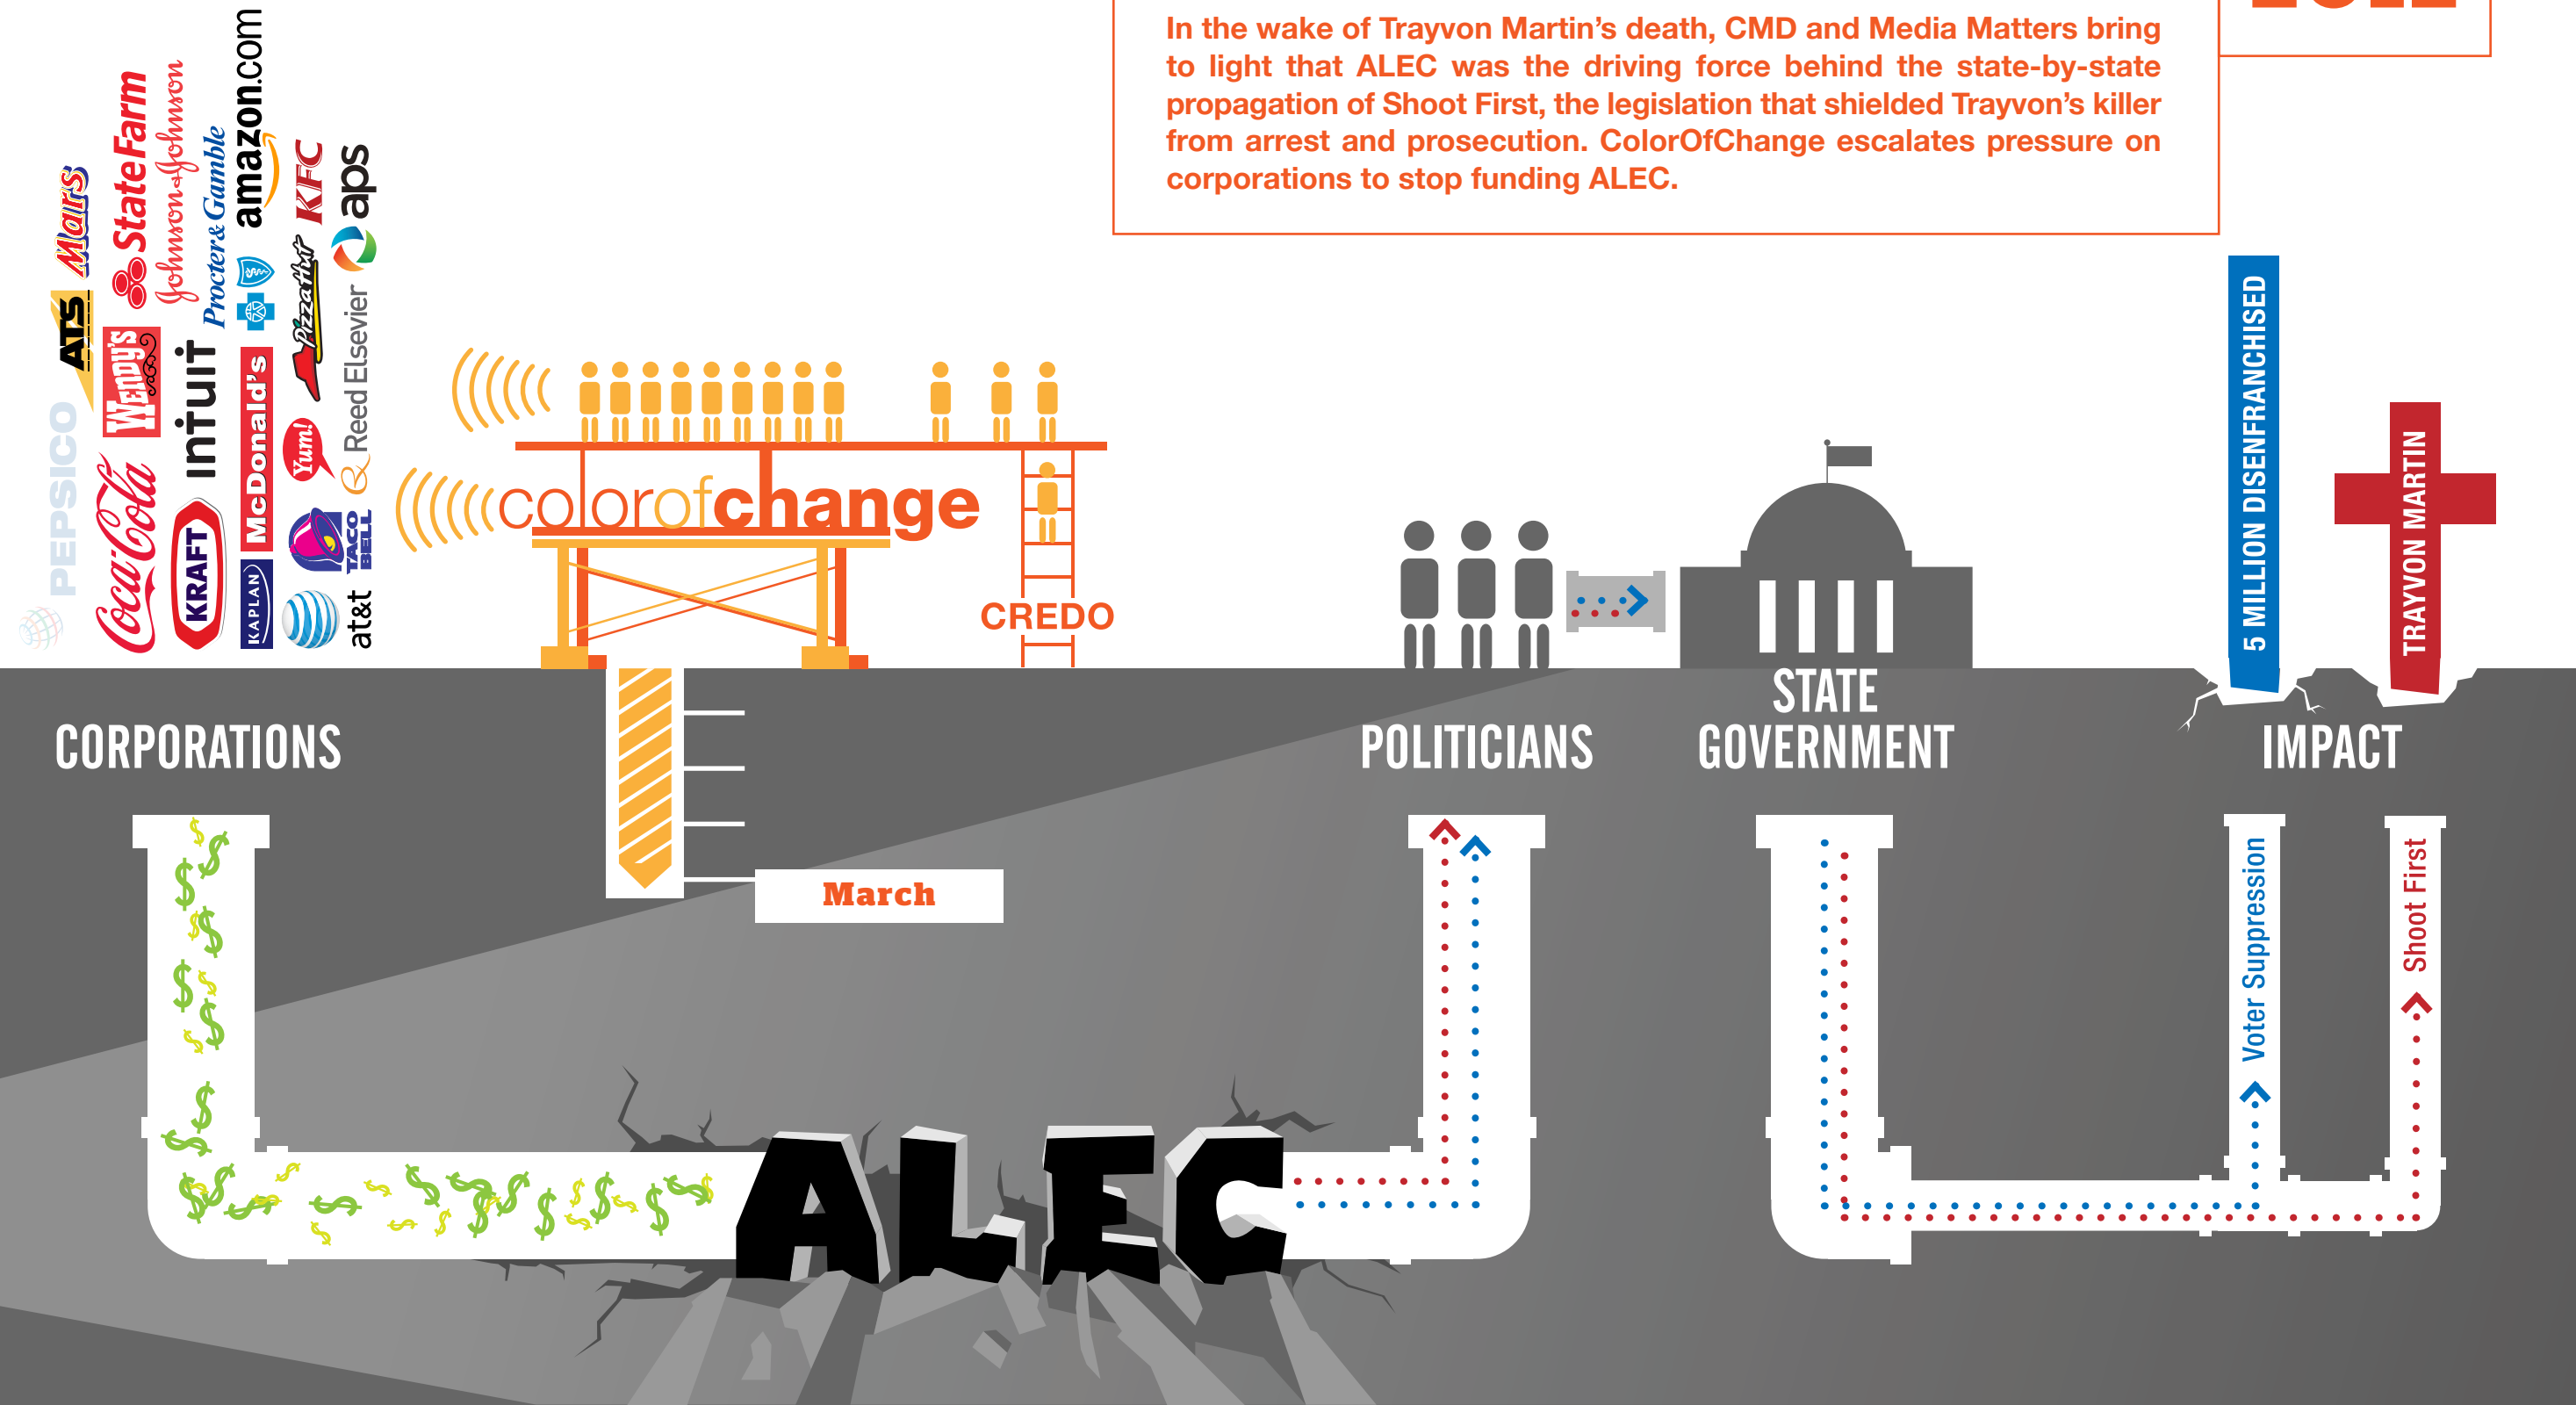 In the wake of Trayvon Martin's death, CMD and Media Matters bring
to light that ALEC was the driving force behind the state-by-state
propagation of Shoot First, the legislation that shielded Trayvon's killer
from arrest and prosecution. ColorOfChange escalates pressure on
corporations to stop funding ALEC.
PEPSICO
ATS
Mars
Coca-Cola
Wendy's
StateFarm
Johnson & Johnson
KRAFT
intuit
Procter & Gamble
KAPLAN
McDonald's
amazon.com
at&t
TACO
BELL
Yum!
Pizza Hut
KFC
Reed Elsevier
aps
colorofchange
CREDO
5 MILLION DISENFRANCHISED
TRAYVON MARTIN
CORPORATIONS
POLITICIANS
STATE
GOVERNMENT
IMPACT
March
Voter Suppression
Shoot First
ALEC